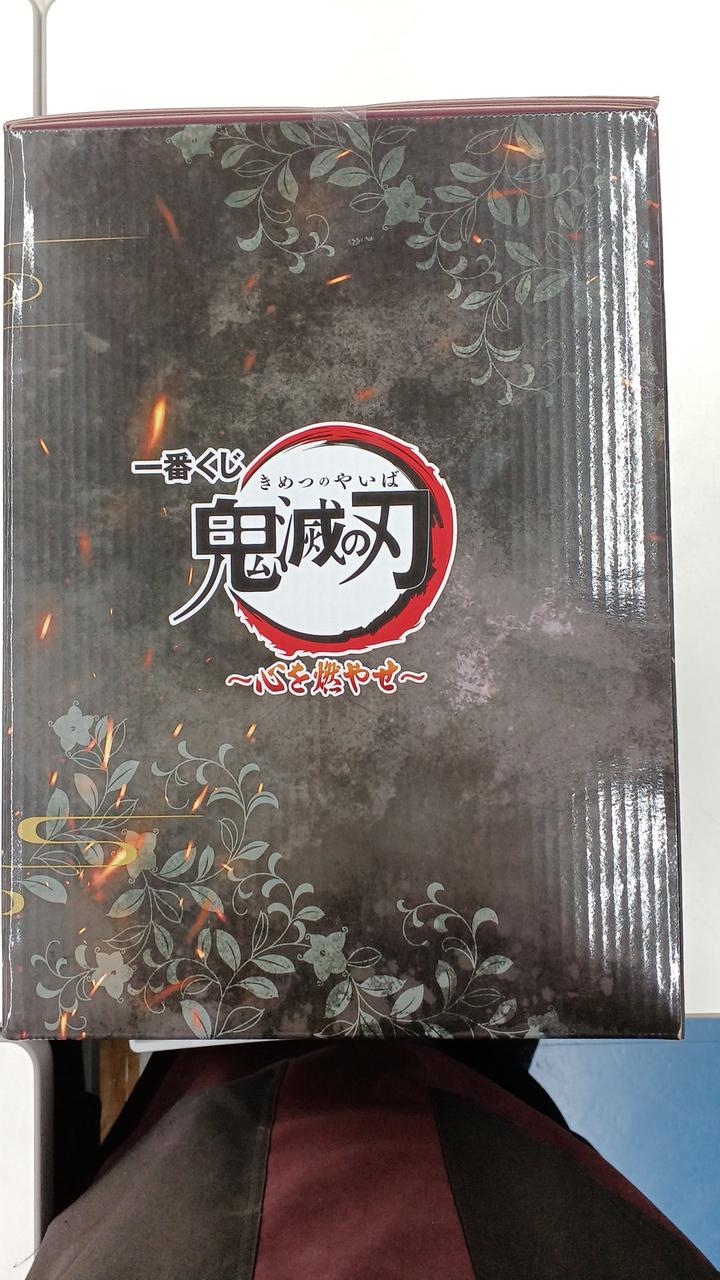 一番くじ
きめつのやいば
鬼滅の刃
～心を燃やせ～